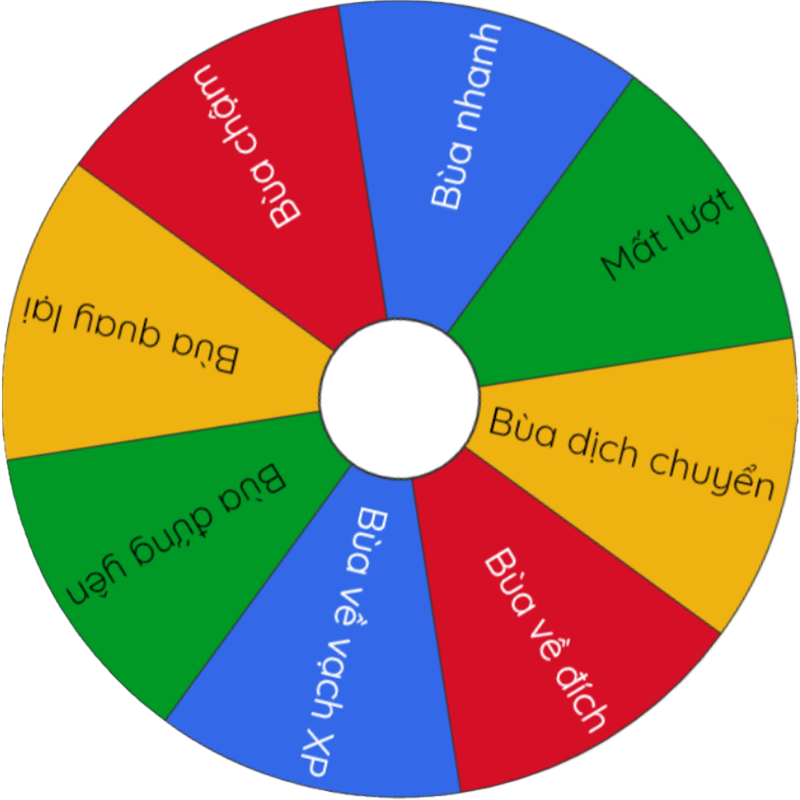 Bùa nhanh
Mất lượt
Bùa dịch chuyển
Bùa về đích
Bùa về vạch XP
Bùa đứng yên
Bùa quay lại
Bùa chậm